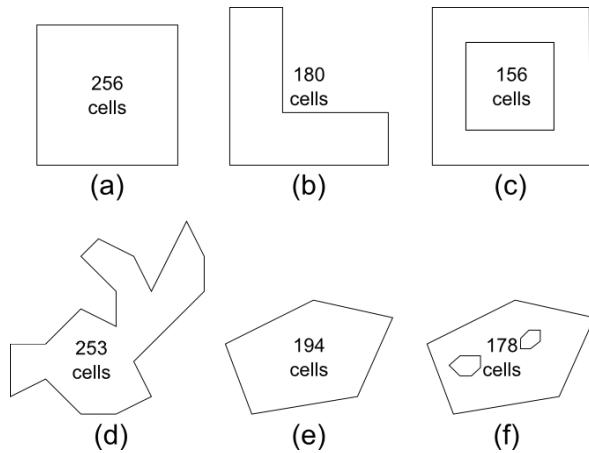 256
cells
180
cells
156
cells
(a)
(b)
(c)
253
cells
194
cells
178
cells
(d)
(e)
(f)